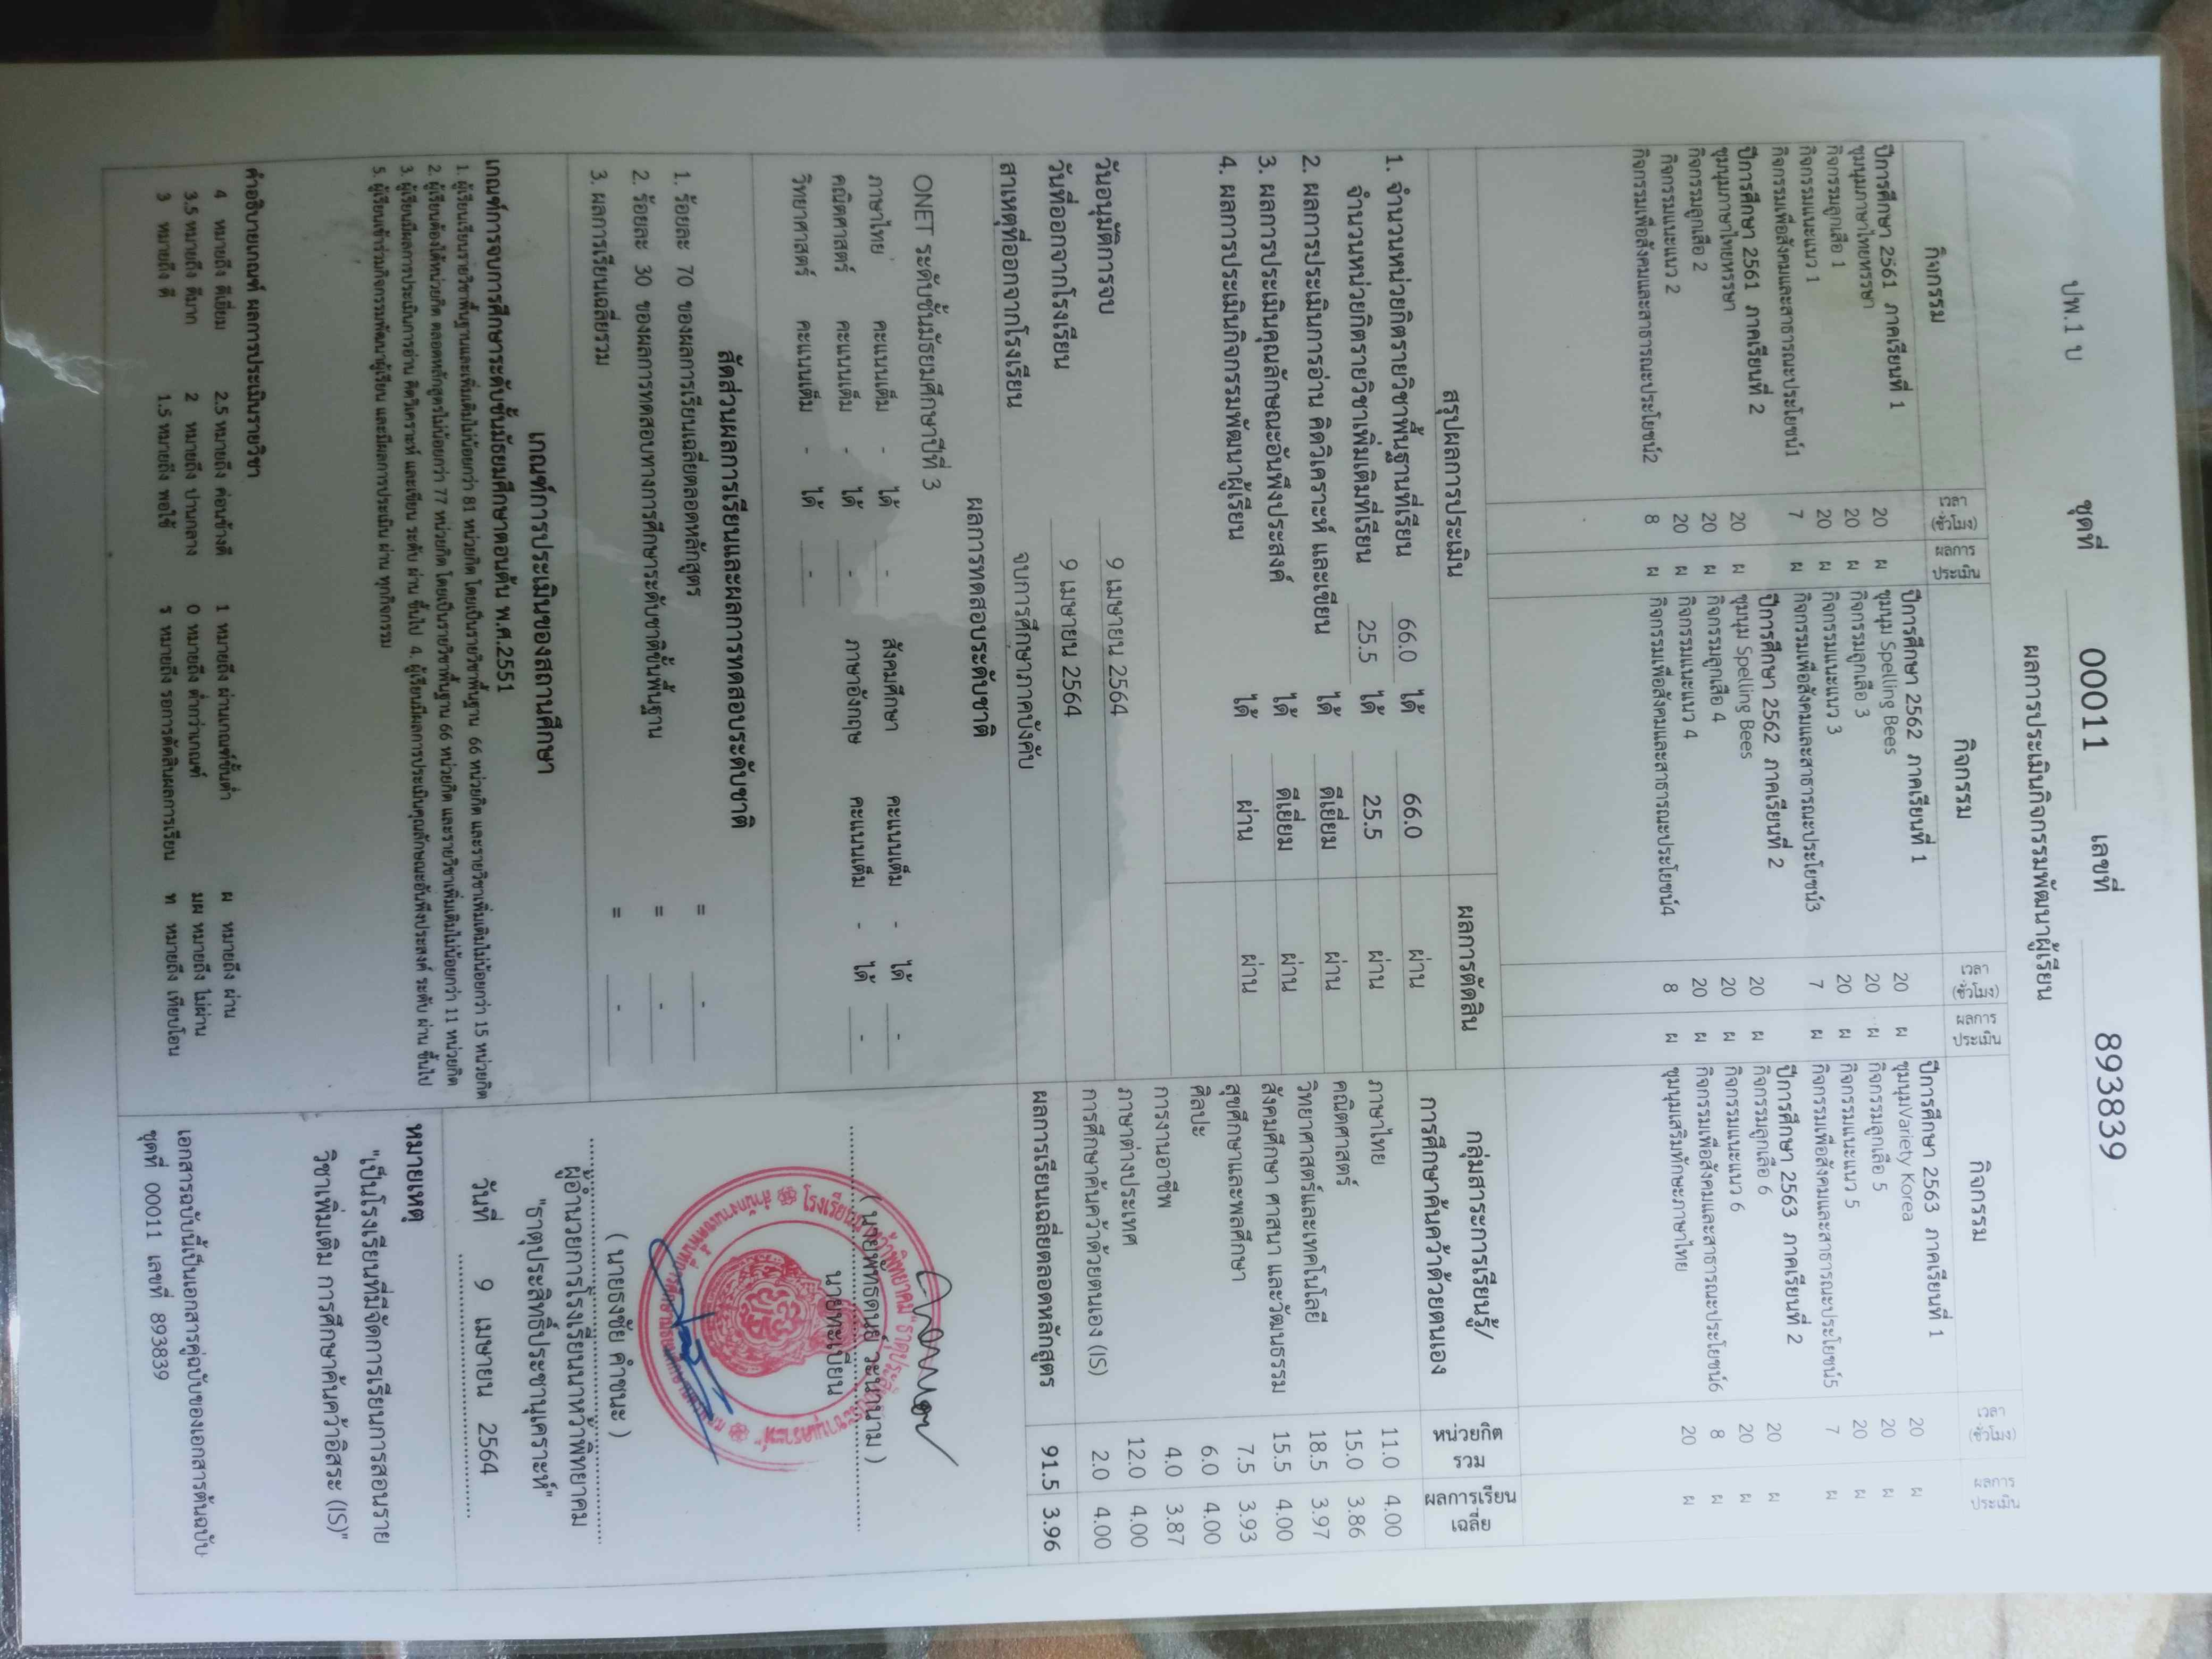 ปพ.1 บ ชุดที่ 00011 เลขที่ 893839
ผลการประเมินกิจกรรมพัฒนาผู้เรียน
กิจกรรม เวลา (ชั่วโมง) ผลการประเมิน กิจกรรม เวลา (ชั่วโมง) ผลการประเมิน กิจกรรม เวลา (ชั่วโมง) ผลการประเมิน
ปีการศึกษา 2561 ภาคเรียนที่ 1
ชุมนุมภาษาไทยหรรษา 20 ผ
กิจกรรมลูกเสือ 1 20 ผ
กิจกรรมแนะแนว 1 20 ผ
กิจกรรมเพื่อสังคมและสาธารณะประโยชน์1 7 ผ
ปีการศึกษา 2561 ภาคเรียนที่ 2
ชุมนุมภาษาไทยหรรษา 20 ผ
กิจกรรมลูกเสือ 2 20 ผ
กิจกรรมแนะแนว 2 20 ผ
กิจกรรมเพื่อสังคมและสาธารณะประโยชน์2 8 ผ
ปีการศึกษา 2562 ภาคเรียนที่ 1
ชุมนุม Spelling Bees 20 ผ
กิจกรรมลูกเสือ 3 20 ผ
กิจกรรมแนะแนว 3 20 ผ
กิจกรรมเพื่อสังคมและสาธารณะประโยชน์3 7 ผ
ปีการศึกษา 2562 ภาคเรียนที่ 2
ชุมนุม Spelling Bees 20 ผ
กิจกรรมลูกเสือ 4 20 ผ
กิจกรรมแนะแนว 4 20 ผ
กิจกรรมเพื่อสังคมและสาธารณะประโยชน์4 8 ผ
ปีการศึกษา 2563 ภาคเรียนที่ 1
ชุมนุมVariety Korea 20 ผ
กิจกรรมลูกเสือ 5 20 ผ
กิจกรรมแนะแนว 5 20 ผ
กิจกรรมเพื่อสังคมและสาธารณะประโยชน์5 7 ผ
ปีการศึกษา 2563 ภาคเรียนที่ 2
กิจกรรมลูกเสือ 6 20 ผ
กิจกรรมแนะแนว 6 20 ผ
กิจกรรมเพื่อสังคมและสาธารณะประโยชน์6 8 ผ
ชุมนุมเสริมทักษะภาษาไทย 20 ผ
สรุปผลการประเมิน ผลการตัดสิน
1. จำนวนหน่วยกิตรายวิชาพื้นฐานที่เรียน 66.0 ได้ 66.0 ผ่าน
จำนวนหน่วยกิตรายวิชาเพิ่มเติมที่เรียน 25.5 ได้ 25.5 ผ่าน
2. ผลการประเมินการอ่าน คิดวิเคราะห์ และเขียน ได้ ดีเยี่ยม ผ่าน
3. ผลการประเมินคุณลักษณะอันพึงประสงค์ ได้ ดีเยี่ยม ผ่าน
4. ผลการประเมินกิจกรรมพัฒนาผู้เรียน ได้ ผ่าน ผ่าน
วันอนุมัติการจบ 9 เมษายน 2564
วันที่ออกจากโรงเรียน 9 เมษายน 2564
สาเหตุที่ออกจากโรงเรียน จบการศึกษาภาคบังคับ
ผลการทดสอบระดับชาติ
ONET ระดับชั้นมัธยมศึกษาปีที่ 3
ภาษาไทย คะแนนเต็ม - ได้ - สังคมศึกษา คะแนนเต็ม - ได้ -
คณิตศาสตร์ คะแนนเต็ม - ได้ - ภาษาอังกฤษ คะแนนเต็ม - ได้ -
วิทยาศาสตร์ คะแนนเต็ม - ได้ -
สัดส่วนผลการเรียนและผลการทดสอบระดับชาติ
1. ร้อยละ 70 ของผลการเรียนเฉลี่ยตลอดหลักสูตร = -
2. ร้อยละ 30 ของผลการทดสอบทางการศึกษาระดับชาติขั้นพื้นฐาน = -
3. ผลการเรียนเฉลี่ยรวม = -
เกณฑ์การประเมินของสถานศึกษา
เกณฑ์การจบการศึกษาระดับชั้นมัธยมศึกษาตอนต้น พ.ศ.2551
1. ผู้เรียนเรียนรายวิชาพื้นฐานและเพิ่มเติมไม่น้อยกว่า 81 หน่วยกิต โดยเป็นรายวิชาพื้นฐาน 66 หน่วยกิต และรายวิชาเพิ่มเติมไม่น้อยกว่า 15 หน่วยกิต
2. ผู้เรียนต้องได้หน่วยกิต ตลอดหลักสูตรไม่น้อยกว่า 77 หน่วยกิต โดยเป็นรายวิชาพื้นฐาน 66 หน่วยกิต และรายวิชาเพิ่มเติมไม่น้อยกว่า 11 หน่วยกิต
3. ผู้เรียนมีผลการประเมินการอ่าน คิดวิเคราะห์ และเขียน ระดับ ผ่าน ขึ้นไป 4. ผู้เรียนมีผลการประเมินคุณลักษณะอันพึงประสงค์ ระดับ ผ่าน ขึ้นไป
5. ผู้เรียนเข้าร่วมกิจกรรมพัฒนาผู้เรียน และมีผลการประเมิน ผ่าน ทุกกิจกรรม
คำอธิบายเกณฑ์ ผลการประเมินรายวิชา
4 หมายถึง ดีเยี่ยม 2.5 หมายถึง ค่อนข้างดี 1 หมายถึง ผ่านเกณฑ์ขั้นต่ำ ผ หมายถึง ผ่าน
3.5 หมายถึง ดีมาก 2 หมายถึง ปานกลาง 0 หมายถึง ต่ำกว่าเกณฑ์ มผ หมายถึง ไม่ผ่าน
3 หมายถึง ดี 1.5 หมายถึง พอใช้ ร หมายถึง รอการตัดสินผลการเรียน ท หมายถึง เทียบโอน
กลุ่มสาระการเรียนรู้/ หน่วยกิต ผลการเรียน
การศึกษาค้นคว้าด้วยตนเอง รวม เฉลี่ย
ภาษาไทย 11.0 4.00
คณิตศาสตร์ 15.0 3.86
วิทยาศาสตร์และเทคโนโลยี 18.5 3.97
สังคมศึกษา ศาสนา และวัฒนธรรม 15.5 4.00
สุขศึกษาและพลศึกษา 7.5 3.93
ศิลปะ 6.0 4.00
การงานอาชีพ 4.0 3.87
ภาษาต่างประเทศ 12.0 4.00
การศึกษาค้นคว้าด้วยตนเอง (IS) 2.0 4.00
ผลการเรียนเฉลี่ยตลอดหลักสูตร 91.5 3.96
นายทะเบียน
( นายธงชัย คำชนะ )
ผู้อำนวยการโรงเรียนนาหว้าพิทยาคม
"ธาตุประสิทธิ์ประชานุเคราะห์"
วันที่ 9 เมษายน 2564
หมายเหตุ
"เป็นโรงเรียนที่มีจัดการเรียนการสอนราย
วิชาเพิ่มเติม การศึกษาค้นคว้าอิสระ (IS)"
เอกสารฉบับนี้เป็นเอกสารคู่ฉบับของเอกสารต้นฉบับ
ชุดที่ 00011 เลขที่ 893839